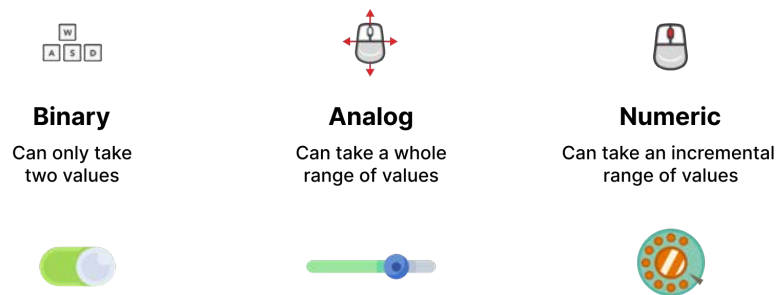 W
A S D
Binary
Can only take
two values
Analog
Can take a whole
range of values
Numeric
Can take an incremental
range of values